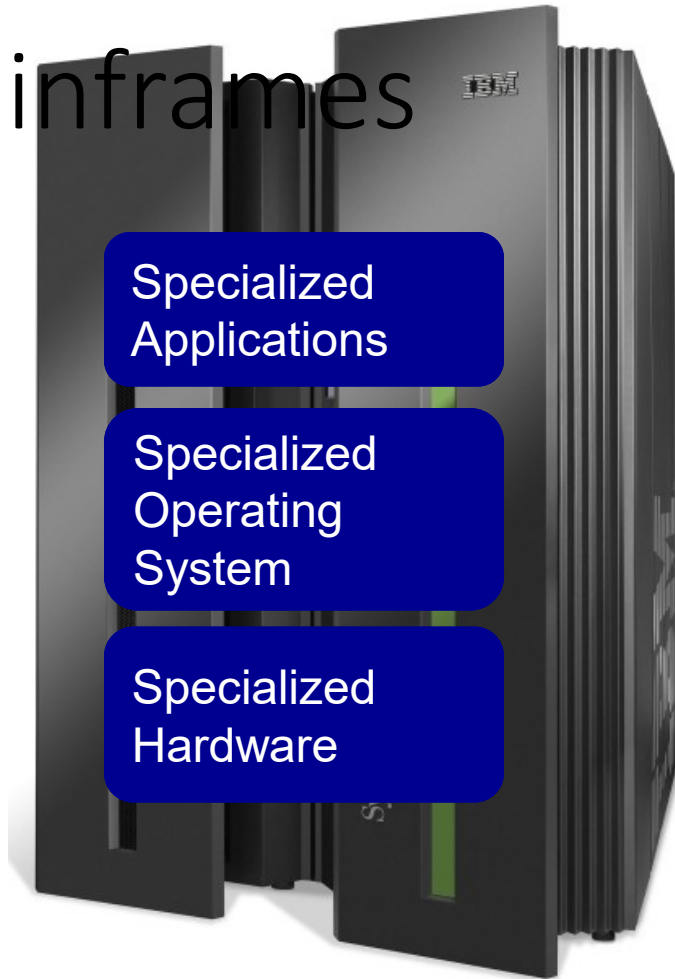 inframes
IBM
Specialized
Applications
Specialized
Operating
System
Specialized
Hardware